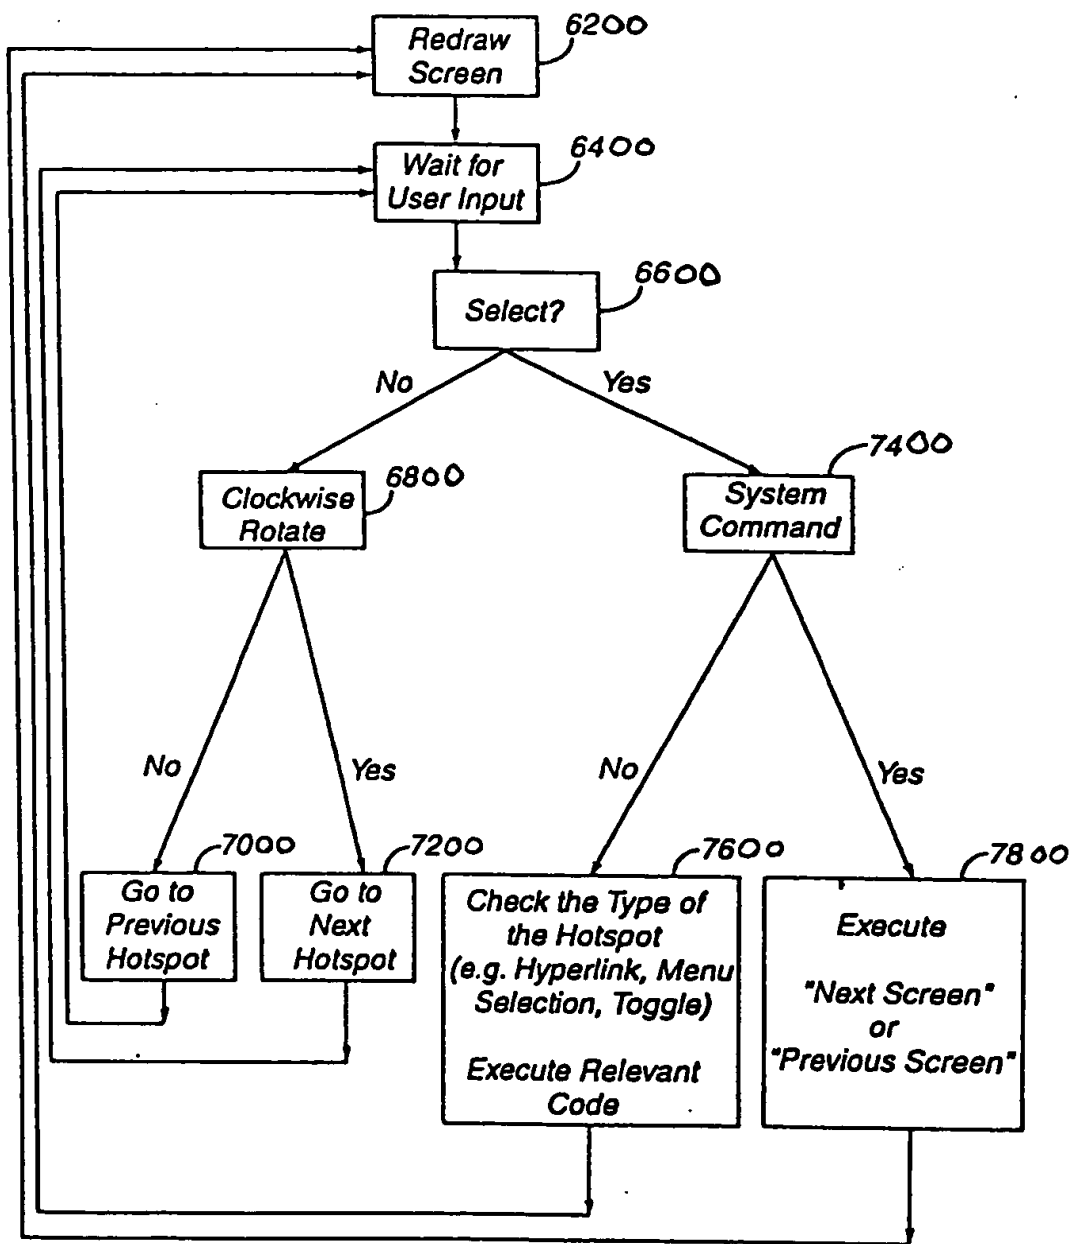 Redraw
Screen
6200
Wait for
User Input
6400
Select?
6600
No
Yes
Clockwise
Rotate
6800
System
Command
7400
No
Yes
No
Yes
7000
Go to
Previous
Hotspot
7200
Go to
Next
Hotspot
7600
Check the Type of
the Hotspot
(e.g. Hyperlink, Menu
Selection, Toggle)
Execute Relevant
Code
7800
Execute
"Next Screen"
or
"Previous Screen"